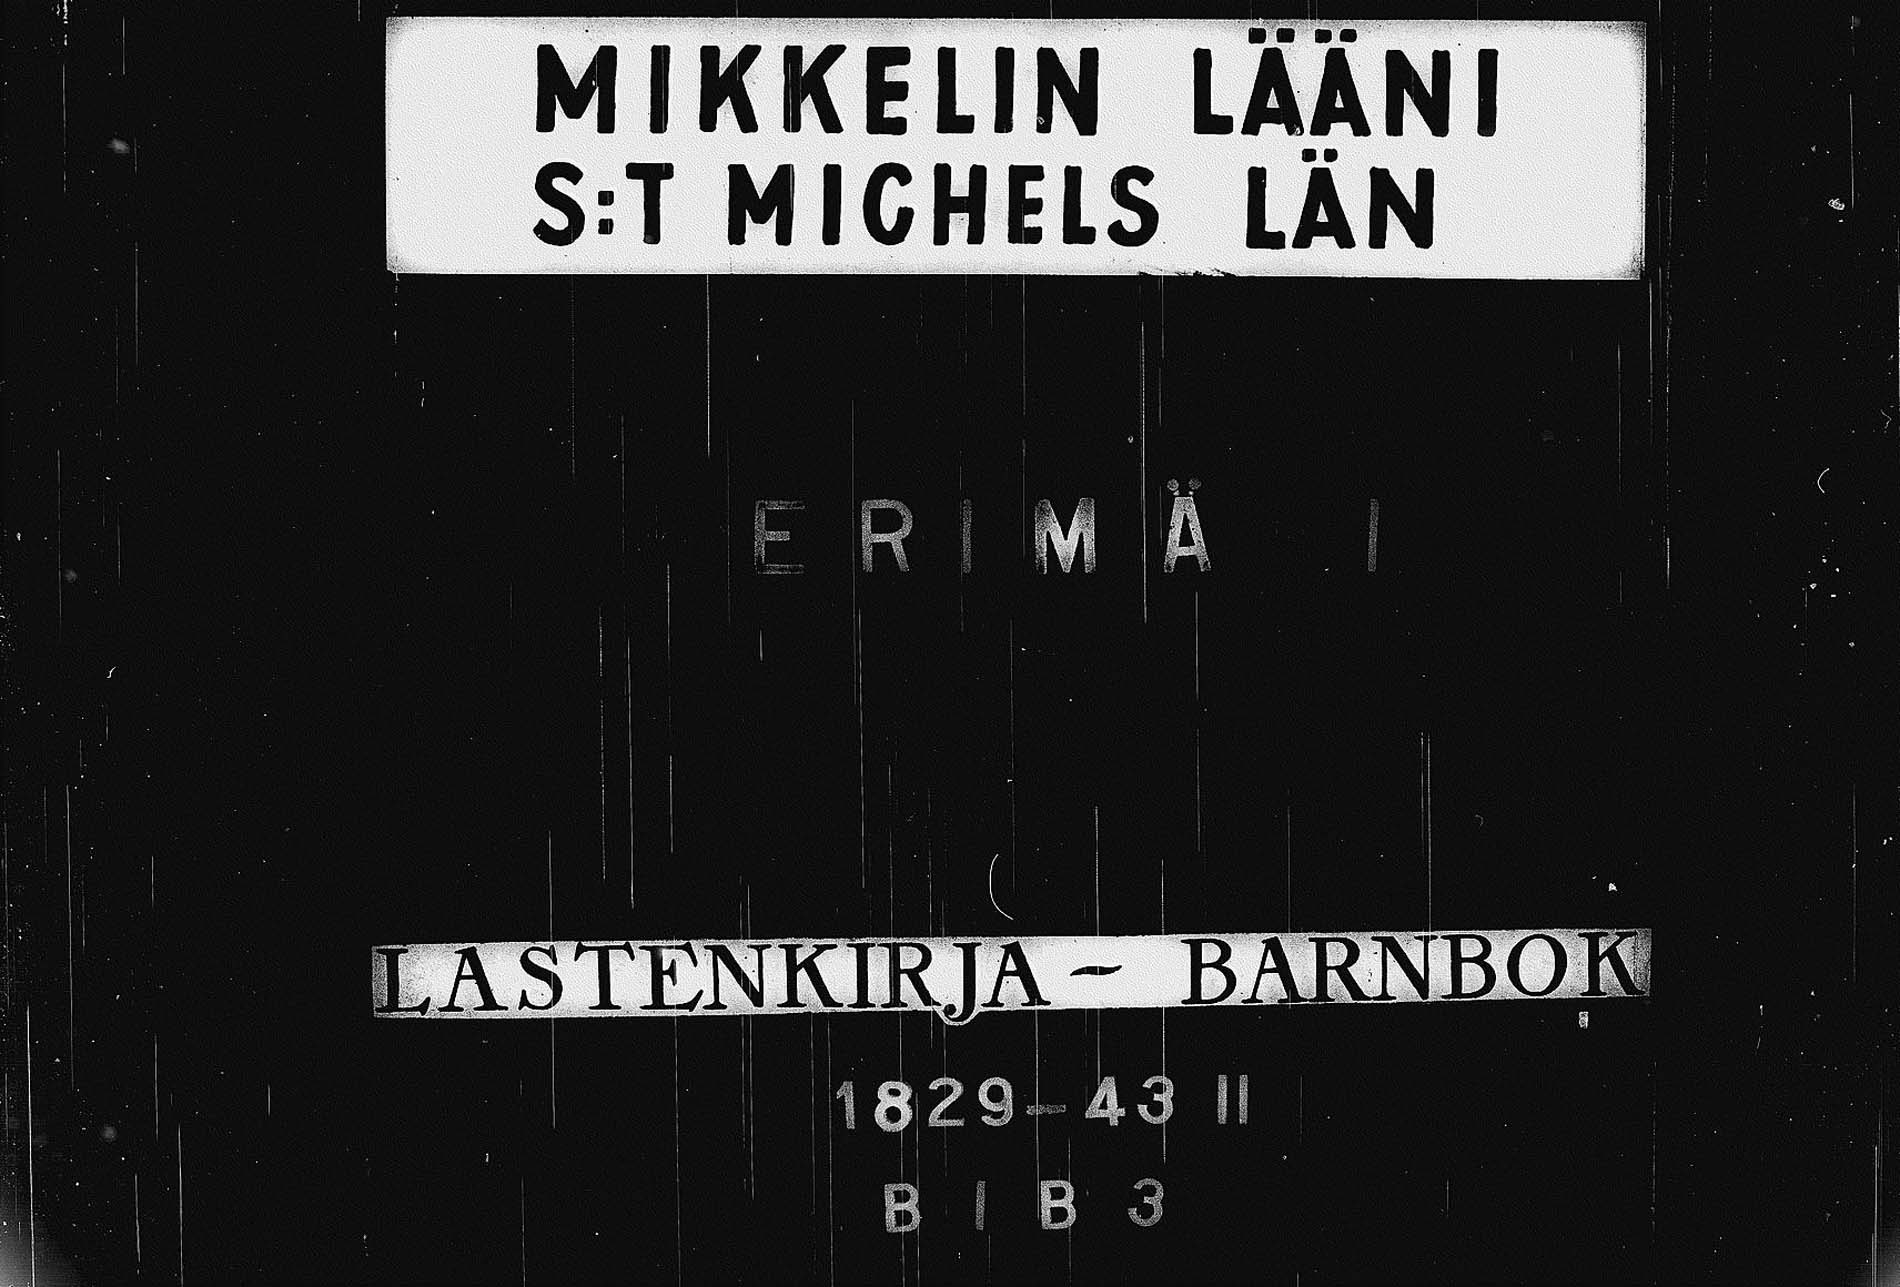 MIKKELIN LÄÄNI
S:T MICHELS LÄN
ERIMÄ I
LASTENKIRJA - BARNBOK
1829-43 II
B I B 3